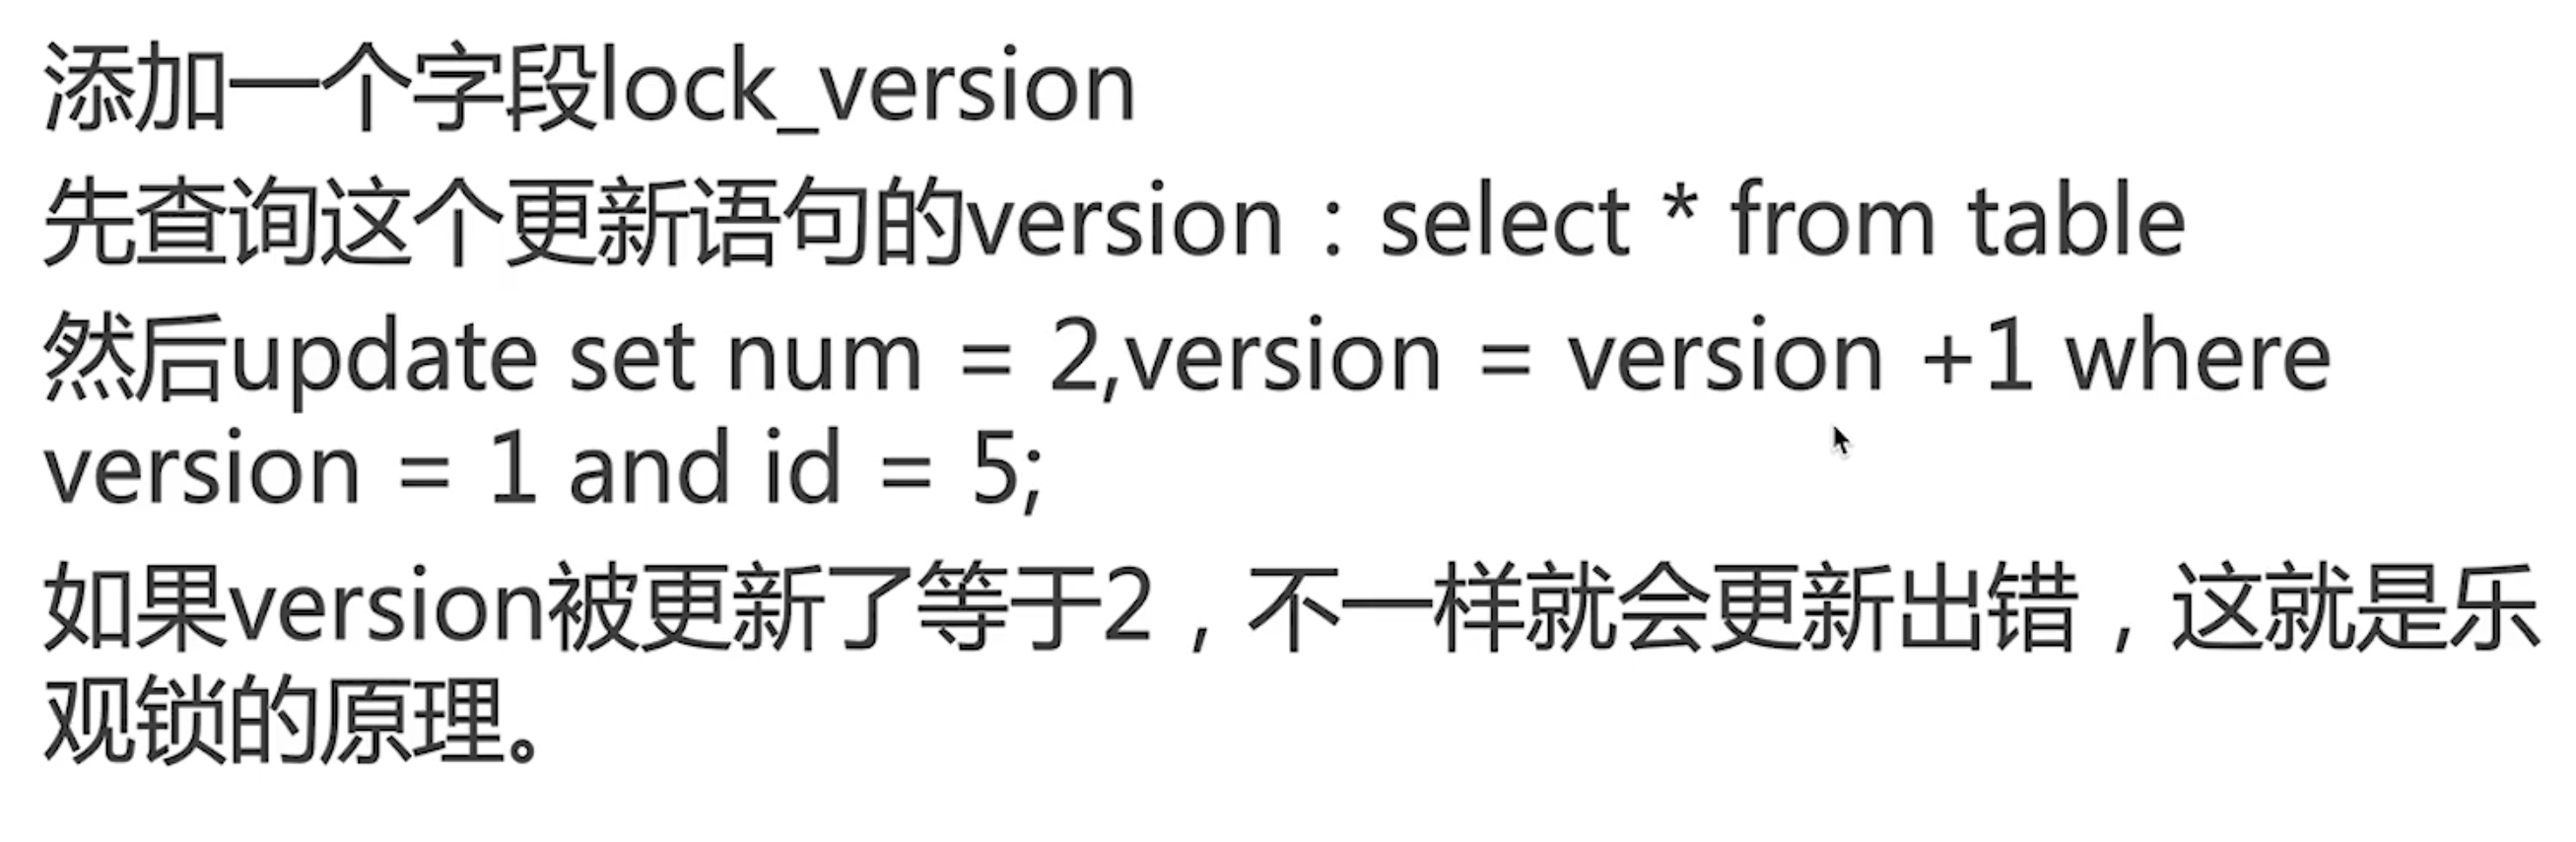 添加一个字段lock_version
先查询这个更新语句的version：select * from table
然后update set num = 2,version = version +1 where
version = 1 and id = 5;
如果version被更新了等于2，不一样就会更新出错，这就是乐
观锁的原理。